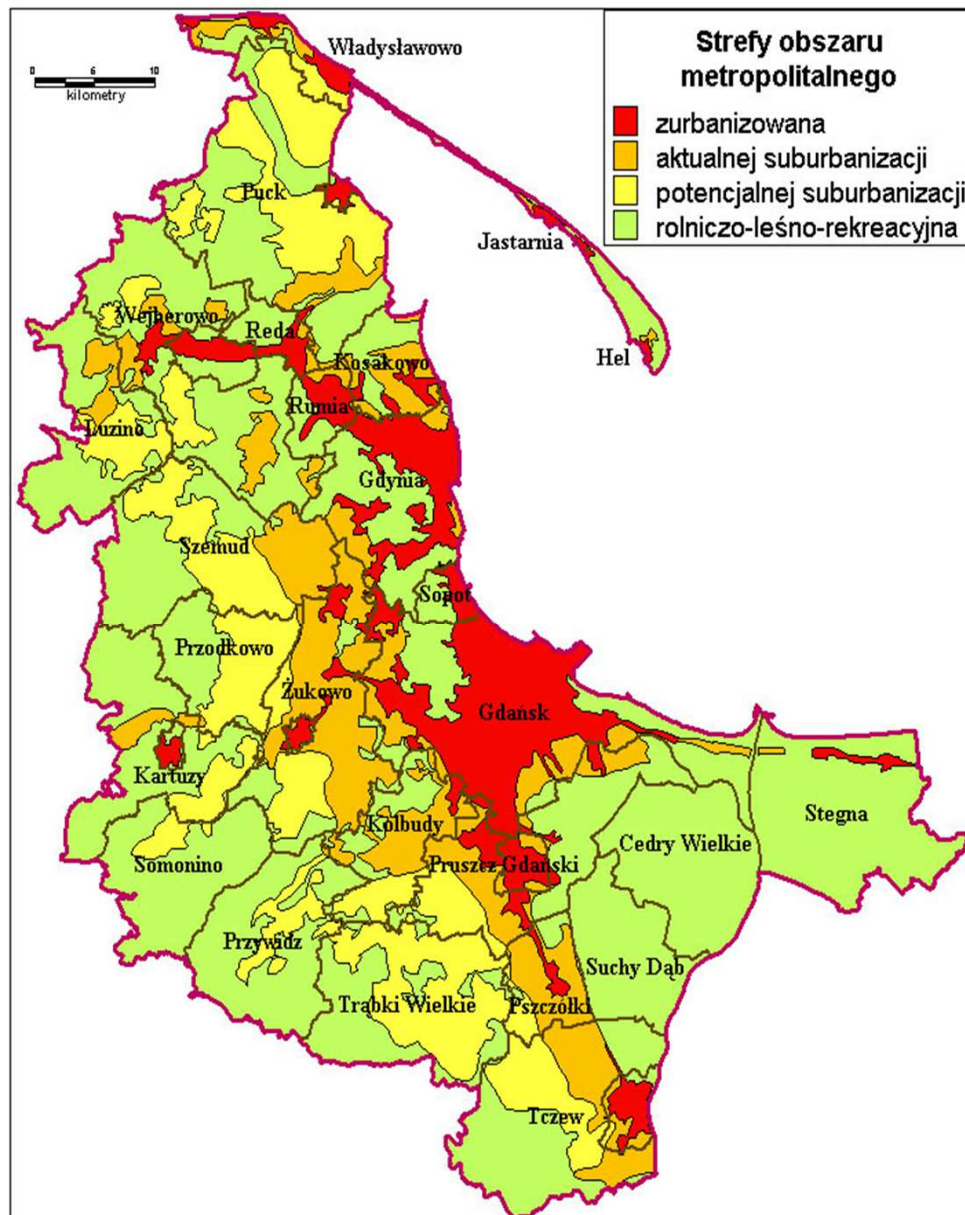 Strefy obszaru
metropolitalnego
zurbanizowana
aktualnej suburbanizacji
potencjalnej suburbanizacji
rolniczo-leśno-rekreacyjna
0 6 10
kilometry
Władysławowo
Puck
Jastarnia
Hel
Wejherowo
Reda
Kosakowo
Rumia
Luzino
Gdynia
Szemud
Sopot
Przodkowo
Żukowo
Gdańsk
Kartuzy
Stegna
Kolbudy
Cedry Wielkie
Somonino
Pruszcz Gdański
Przywidz
Suchy Dąb
Trąbki Wielkie
Pszczółki
Tczew